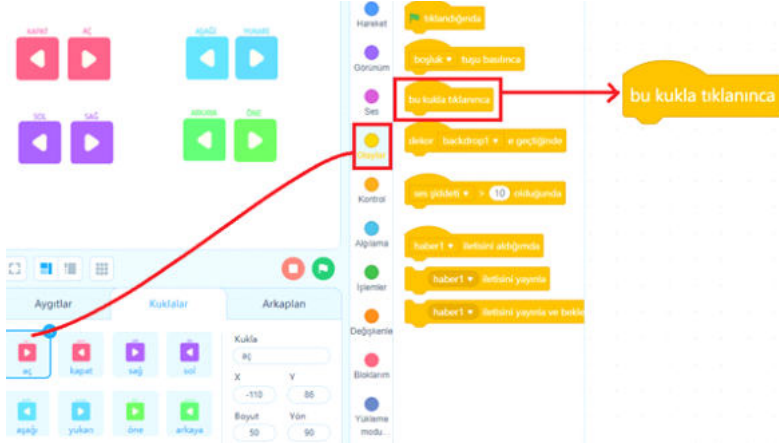 KAPAT AÇ
AŞAĞI YUKARI
SOL SAĞ
ARKAYA ÖNE
Aygıtlar Kuklalar Arkaplan
aç kapat sağ sol
aşağı yukarı öne arkaya
Kukla
aç
X Y
-110 86
Boyut Yön
50 90
Hareket
Görünüm
Ses
Olaylar
Kontrol
Algılama
İşlemler
Değişkenle
Bloklarım
Yükleme
modu...
tıklandığında
boşluk tuşu basılınca
bu kukla tıklanınca
dekor backdrop1 e geçtiğinde
ses şiddeti > 10 olduğunda
haber1 iletisini aldığımda
haber1 iletisini yayınla
haber1 iletisini yayınla ve bekle
bu kukla tıklanınca